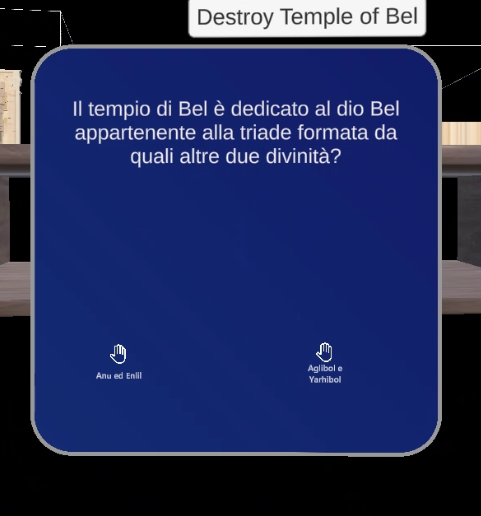 Destroy Temple of Bel
Il tempio di Bel è dedicato al dio Bel
appartenente alla triade formata da
quali altre due divinità?
Anu ed Enlil
Aglibol e
Yarhibol